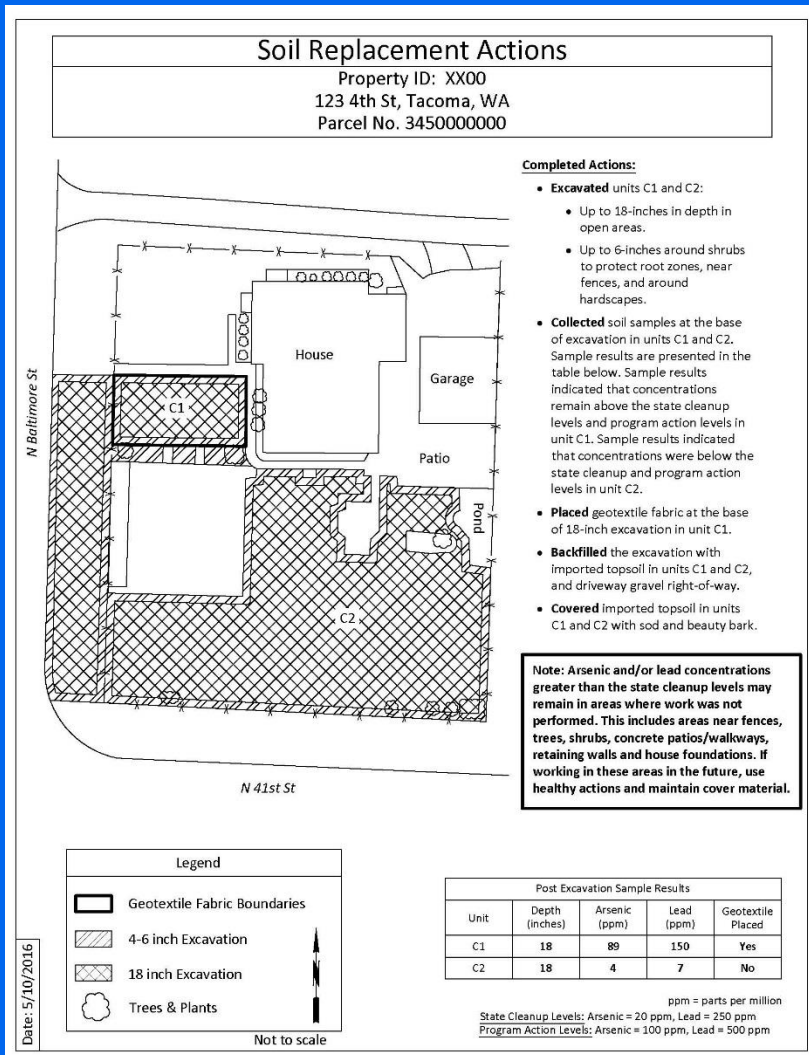 Soil Replacement Actions
Property ID: XX00
123 4th St, Tacoma, WA
Parcel No. 3450000000
N Baltimore St
House
Garage
C1
Patio
Pond
C2
N 41st St
Completed Actions:
• Excavated units C1 and C2:
• Up to 18-inches in depth in
open areas.
• Up to 6-inches around shrubs
to protect root zones, near
fences, and around
hardscapes.
• Collected soil samples at the base
of excavation in units C1 and C2.
Sample results are presented in the
table below. Sample results
indicated that concentrations
remain above the state cleanup
levels and program action levels in
unit C1. Sample results indicated
that concentrations were below the
state cleanup and program action
levels in unit C2.
• Placed geotextile fabric at the base
of 18-inch excavation in unit C1.
• Backfilled the excavation with
imported topsoil in units C1 and C2,
and driveway gravel right-of-way.
• Covered imported topsoil in units
C1 and C2 with sod and beauty bark.
Note: Arsenic and/or lead concentrations
greater than the state cleanup levels may
remain in areas where work was not
performed. This includes areas near fences,
trees, shrubs, concrete patios/walkways,
retaining walls and house foundations. If
working in these areas in the future, use
healthy actions and maintain cover material.
Legend
Geotextile Fabric Boundaries
4-6 inch Excavation
18 inch Excavation
Trees & Plants
Not to scale
Date: 5/10/2016
Post Excavation Sample Results
Unit Depth (inches) Arsenic (ppm) Lead (ppm) Geotextile Placed
C1 18 89 150 Yes
C2 18 4 7 No
ppm = parts per million
State Cleanup Levels: Arsenic = 20 ppm, Lead = 250 ppm
Program Action Levels: Arsenic = 100 ppm, Lead = 500 ppm